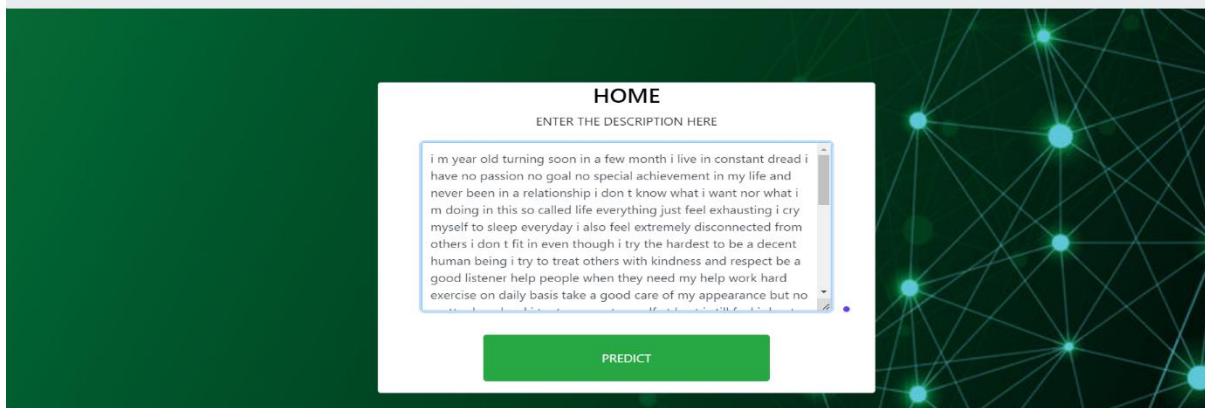 HOME
ENTER THE DESCRIPTION HERE
i m year old turning soon in a few month i live in constant dread i
have no passion no goal no special achievement in my life and
never been in a relationship i don t know what i want nor what i
m doing in this so called life everything just feel exhausting i cry
myself to sleep everyday i also feel extremely disconnected from
others i don t fit in even though i try the hardest to be a decent
human being i try to treat others with kindness and respect be a
good listener help people when they need my help work hard
exercise on daily basis take a good care of my appearance but no
PREDICT